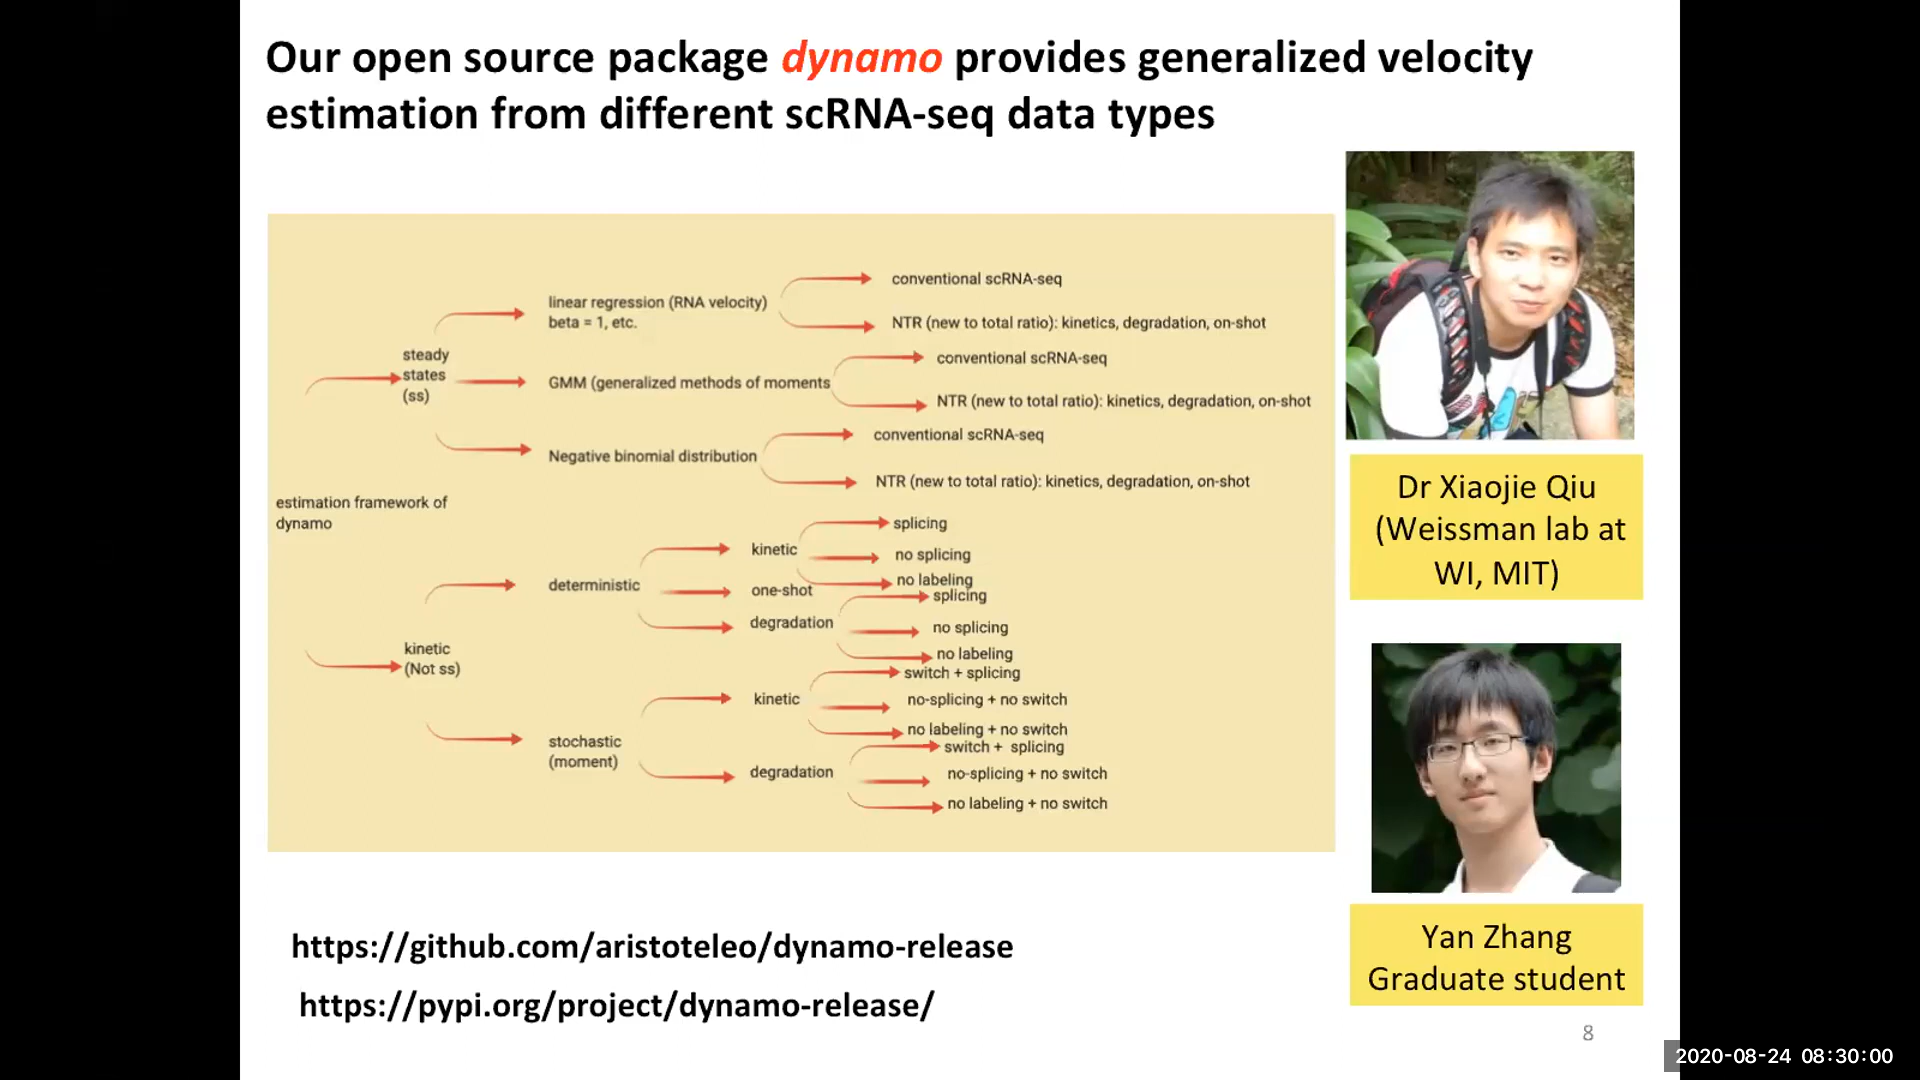 Our open source package dynamo provides generalized velocity
estimation from different scRNA-seq data types
conventional scRNA-seq
linear regression (RNA velocity)
beta = 1, etc.
NTR (new to total ratio): kinetics, degradation, on-shot
steady
states
(ss)
conventional scRNA-seq
GMM (generalized methods of moments
NTR (new to total ratio): kinetics, degradation, on-shot
conventional scRNA-seq
Negative binomial distribution
NTR (new to total ratio): kinetics, degradation, on-shot
estimation framework of
dynamo
splicing
kinetic
no splicing
no labeling
deterministic
one-shot
splicing
degradation
no splicing
no labeling
kinetic
(Not ss)
switch + splicing
kinetic
no-splicing + no switch
no labeling + no switch
stochastic
(moment)
switch + splicing
degradation
no-splicing + no switch
no labeling + no switch
Dr Xiaojie Qiu
(Weissman lab at
WI, MIT)
Yan Zhang
Graduate student
https://github.com/aristoteleo/dynamo-release
https://pypi.org/project/dynamo-release/
8
2020-08-24 08:30:00